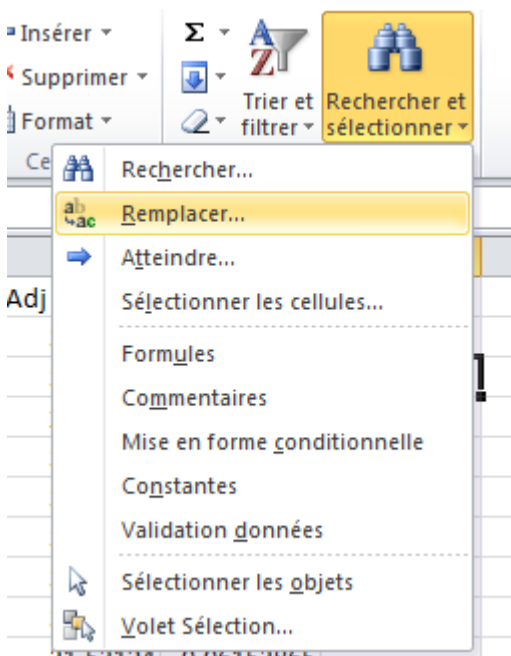 Insérer
Supprimer
Format
Σ
Trier et
filtrer
Rechercher et
sélectionner
Ce
Rechercher...
Remplacer...
Atteindre...
Sélectionner les cellules...
Adj
Formules
Commentaires
Mise en forme conditionnelle
Constantes
Validation données
Sélectionner les objets
Volet Sélection...